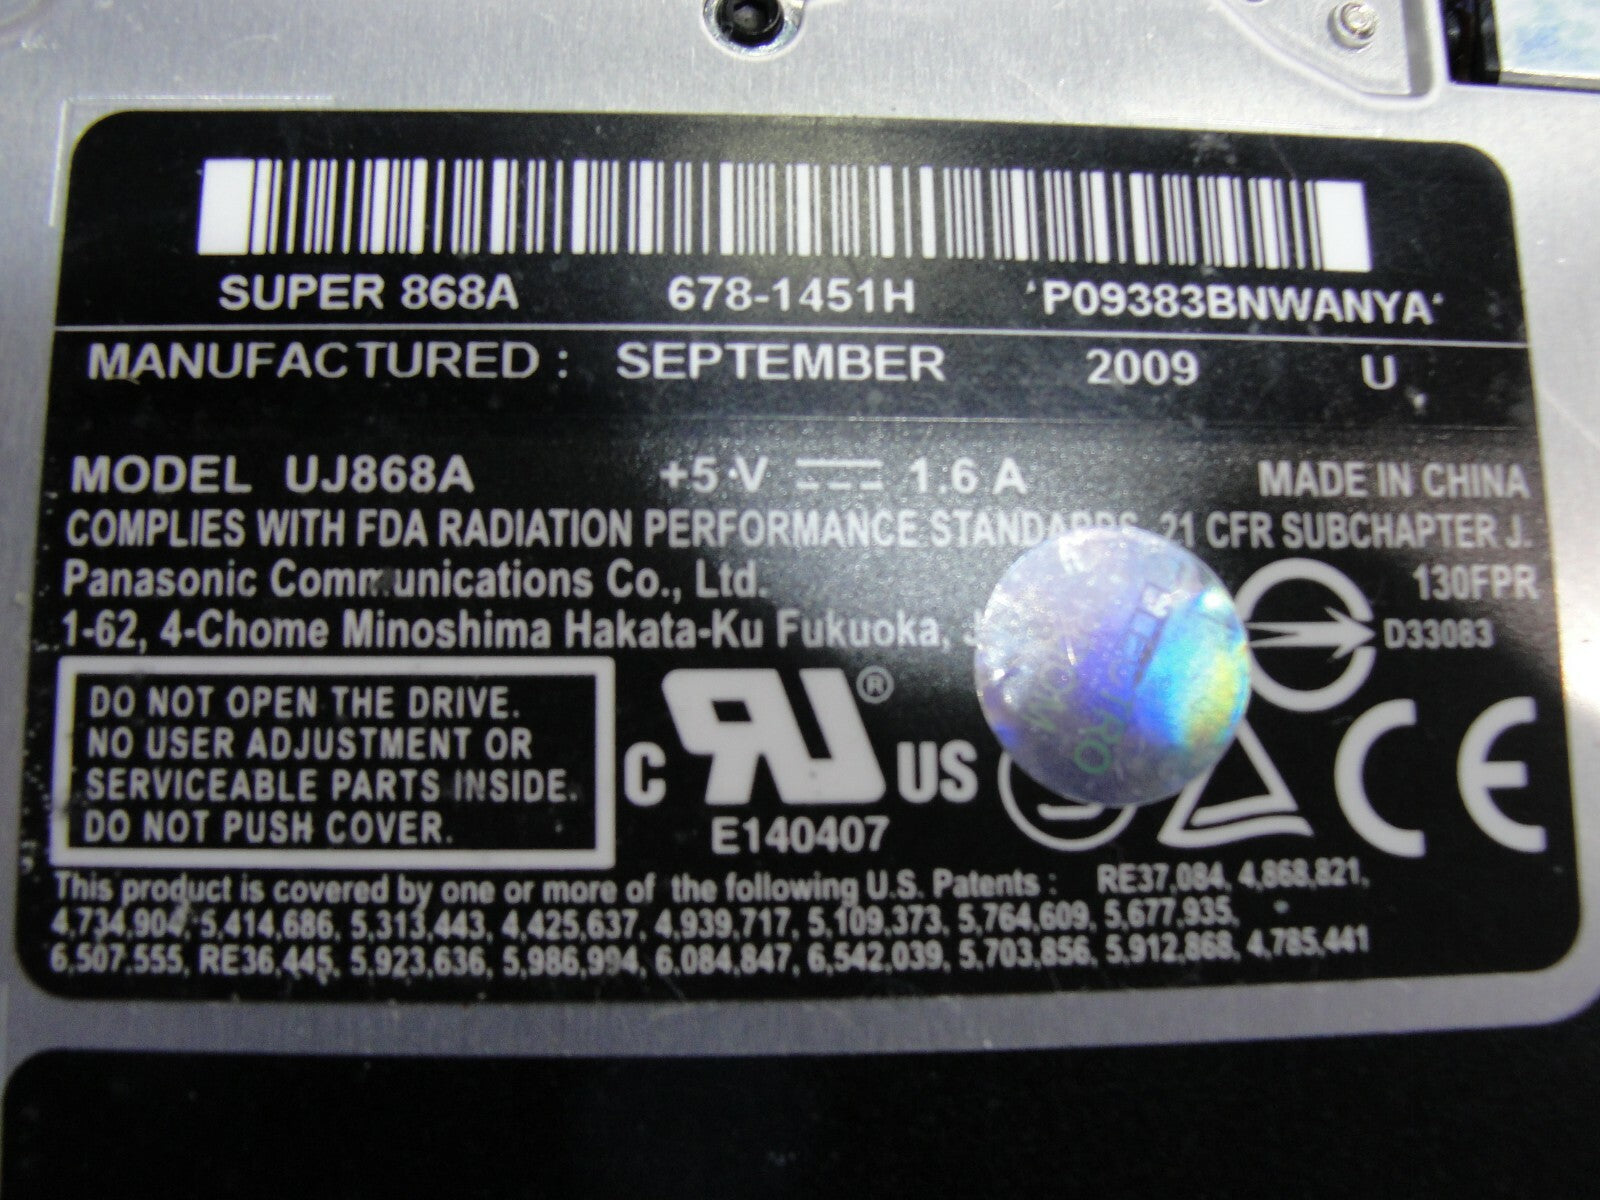 SUPER 868A 678-1451H *P09383BNWANYA*
MANUFACTURED : SEPTEMBER 2009 U
MODEL UJ868A +5 V 1.6 A MADE IN CHINA
COMPLIES WITH FDA RADIATION PERFORMANCE STANDARDS, 21 CFR SUBCHAPTER J.
Panasonic Communications Co., Ltd. 130FPR
1-62, 4-Chome Minoshima Hakata-Ku Fukuoka, D33083
DO NOT OPEN THE DRIVE.
NO USER ADJUSTMENT OR
SERVICEABLE PARTS INSIDE.
DO NOT PUSH COVER.
C RU ® US
E140407
CE
This product is covered by one or more of the following U.S. Patents : RE37,084, 4,868,821,
4,734,904, 5,414,686, 5,313,443, 4,425,637, 4,939,717, 5,109,373, 5,764,609, 5,677,935,
6,507,555, RE36,445, 5,923,636, 5,986,994, 6,084,847, 6,542,039, 5,703,856, 5,912,868, 4,785,441